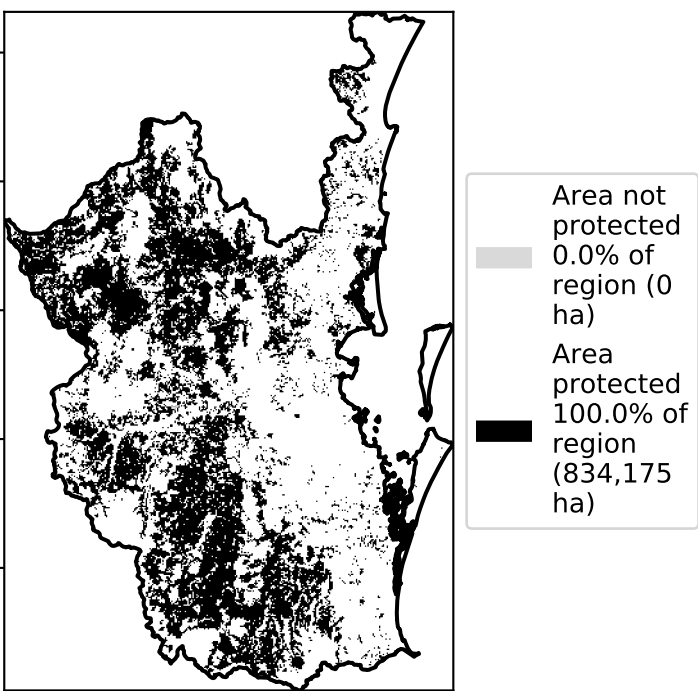 Area not
protected
0.0% of
region (0
ha)
Area
protected
100.0% of
region
(834,175
ha)